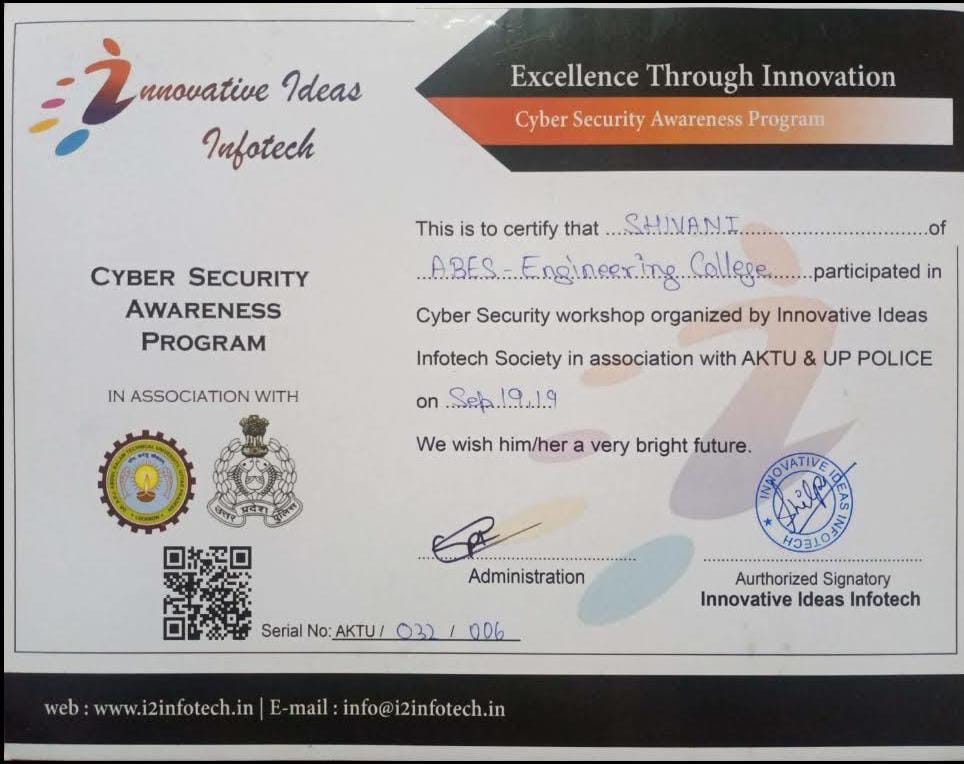 Innovative Ideas
Infotech
Excellence Through Innovation
Cyber Security Awareness Program
CYBER SECURITY
AWARENESS
PROGRAM
IN ASSOCIATION WITH
उत्तर प्रदेश पुलिस
This is to certify that ...SHIVANI...of
ABES - Engineering College...participated in
Cyber Security workshop organized by Innovative Ideas
Infotech Society in association with AKTU & UP POLICE
on Sep 19,19
We wish him/her a very bright future.
INNOVATIVE IDEAS INFOTECH
Administration
Aurthorized Signatory
Innovative Ideas Infotech
Serial No: AKTU / 032 / 006
web : www.i2infotech.in | E-mail : info@i2infotech.in